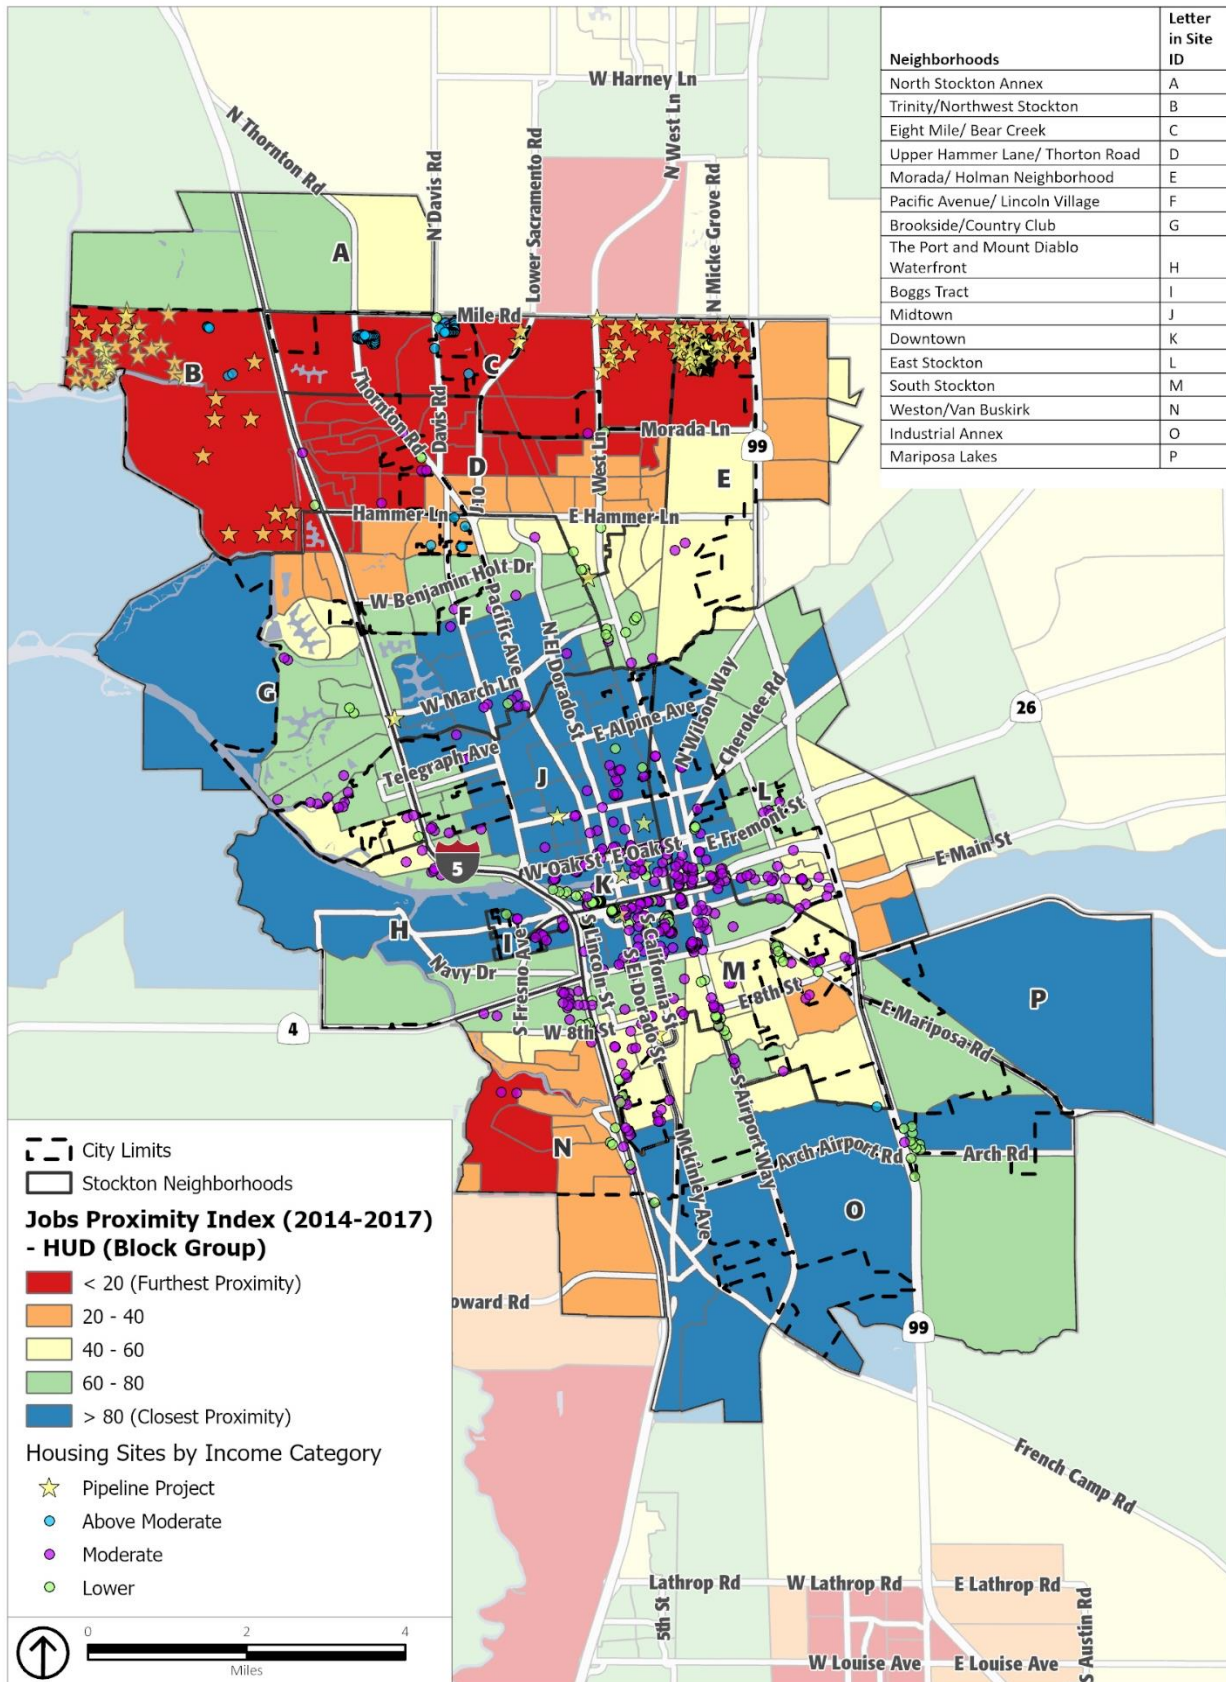 Neighborhoods Letter in Site ID
North Stockton Annex A
Trinity/Northwest Stockton B
Eight Mile/ Bear Creek C
Upper Hammer Lane/ Thorton Road D
Morada/ Holman Neighborhood E
Pacific Avenue/ Lincoln Village F
Brookside/Country Club G
The Port and Mount Diablo
Waterfront H
Boggs Tract I
Midtown J
Downtown K
East Stockton L
South Stockton M
Weston/Van Buskirk N
Industrial Annex O
Mariposa Lakes P
W Harney Ln
N Thornton Rd
N Davis Rd
Lower Sacramento Rd
N West Ln
N Micke Grove Rd
A
Mile Rd
B
C
Thornton Rd
Davis Rd
West Ln
Morada Ln
99
D
E
J10
Hammer Ln
E Hammer Ln
W Benjamin Holt Dr
F
Pacific Ave
N El Dorado St
G
W March Ln
E Alpine Ave
N Wilson Way
Cherokee Rd
26
Telegraph Ave
J
L
E Fremont St
E Main St
5
W Oak St
E Oak St
K
H
I
Navy Dr
S Fresno Ave
S Lincoln St
S El Dorado St
S California St
M
E 8th St
W 8th St
4
P
E Mariposa Rd
N
Mckinley Ave
S Airport Way
Arch Airport Rd
Arch Rd
O
oward Rd
99
French Camp Rd
Lathrop Rd
W Lathrop Rd
E Lathrop Rd
5th St
W Louise Ave
E Louise Ave
S Austin Rd
City Limits
Stockton Neighborhoods
Jobs Proximity Index (2014-2017)
- HUD (Block Group)
< 20 (Furthest Proximity)
20 - 40
40 - 60
60 - 80
> 80 (Closest Proximity)
Housing Sites by Income Category
Pipeline Project
Above Moderate
Moderate
Lower
0 2 4
Miles